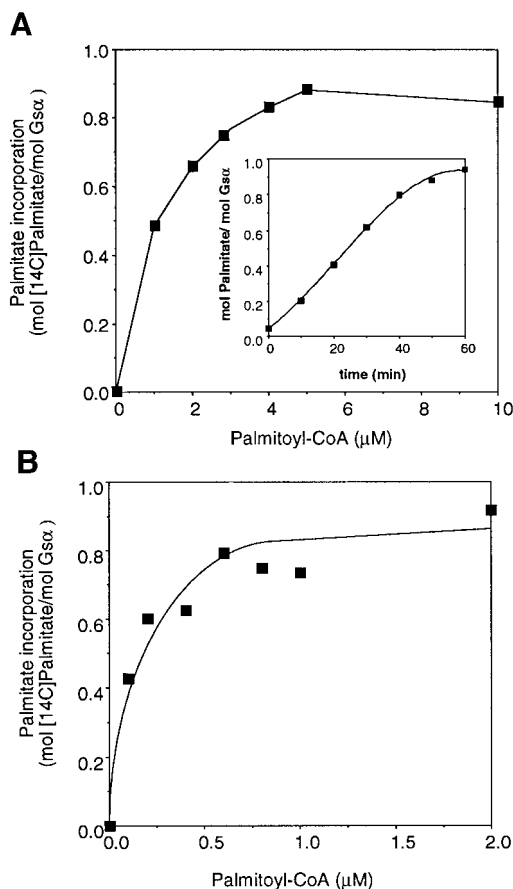 A
Palmitate incorporation
(mol [14C]Palmitate/mol Gsα )
1.0
0.8
0.6
0.4
0.2
0.0
0 2 4 6 8 10
Palmitoyl-CoA (μM)
mol Palmitate/ mol Gsα
1.0
0.8
0.6
0.4
0.2
0.0
0 20 40 60
time (min)
B
Palmitate incorporation
(mol [14C]Palmitate/mol Gsα )
1.0
0.8
0.6
0.4
0.2
0.0
0.0 0.5 1.0 1.5 2.0
Palmitoyl-CoA (μM)